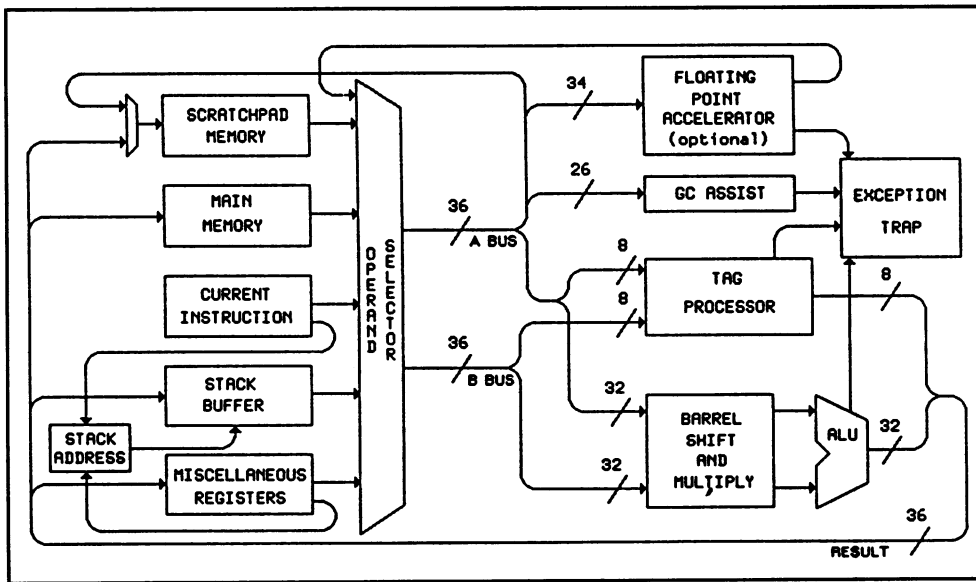 SCRATCHPAD
MEMORY
MAIN
MEMORY
CURRENT
INSTRUCTION
STACK
BUFFER
STACK
ADDRESS
MISCELLANEOUS
REGISTERS
OPERAND
SELECTOR
36
A BUS
36
B BUS
34
FLOATING
POINT
ACCELERATOR
(optional)
26
GC ASSIST
EXCEPTION
TRAP
8
8
TAG
PROCESSOR
8
32
32
BARREL
SHIFT
AND
MULTIPLY
ALU
32
36
RESULT